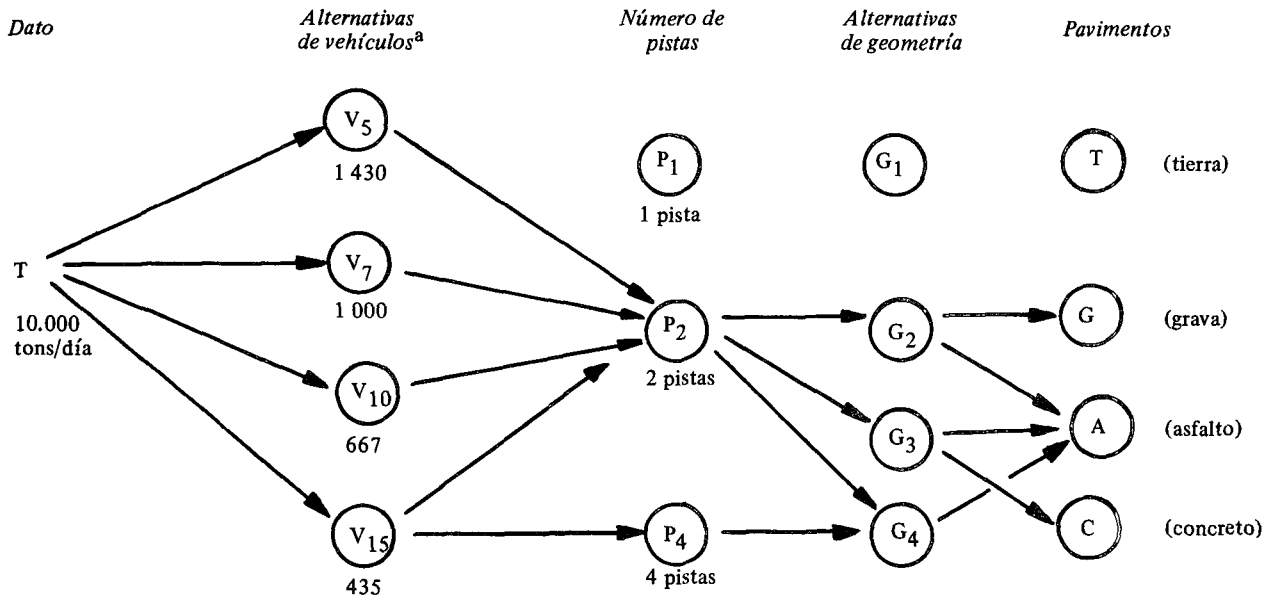 Dato
Alternativas
de vehículosª
Número de
pistas
Alternativas
de geometría
Pavimentos
V5
1 430
P1
1 pista
G1
T
(tierra)
T
10.000
tons/día
V7
1 000
P2
2 pistas
G2
G
(grava)
V10
667
G3
A
(asfalto)
V15
435
P4
4 pistas
G4
C
(concreto)